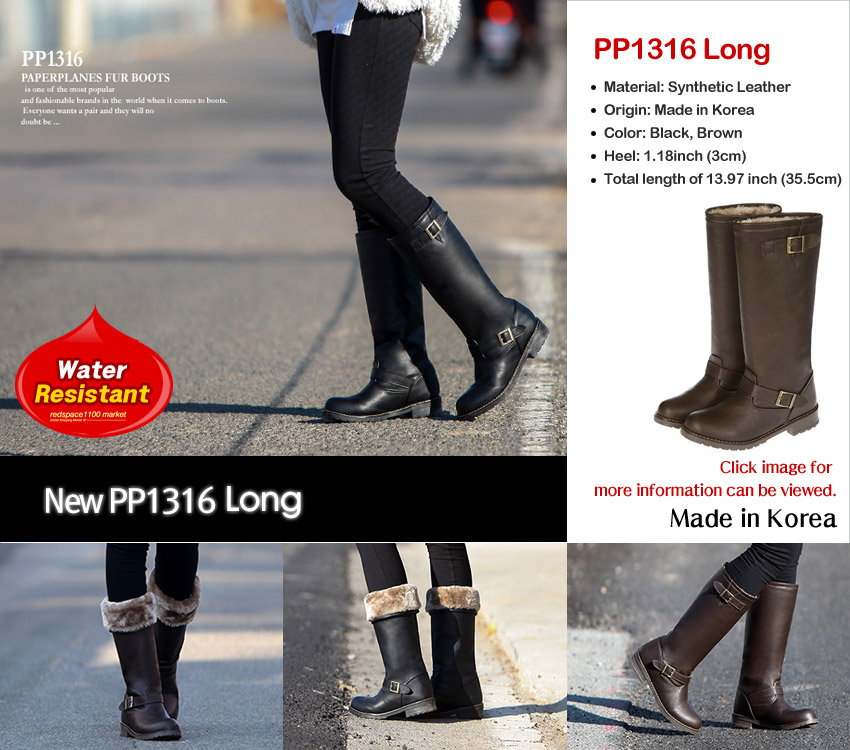 PP1316
PAPERPLANES FUR BOOTS
is one of the most popular
and fashionable brands in the world when it comes to boots.
Everyone wants a pair and they will no
doubt be ...
Water
Resistant
redspace1100 market
New PP1316 Long
PP1316 Long
• Material: Synthetic Leather
• Origin: Made in Korea
• Color: Black, Brown
• Heel: 1.18inch (3cm)
• Total length of 13.97 inch (35.5cm)
Click image for
more information can be viewed.
Made in Korea